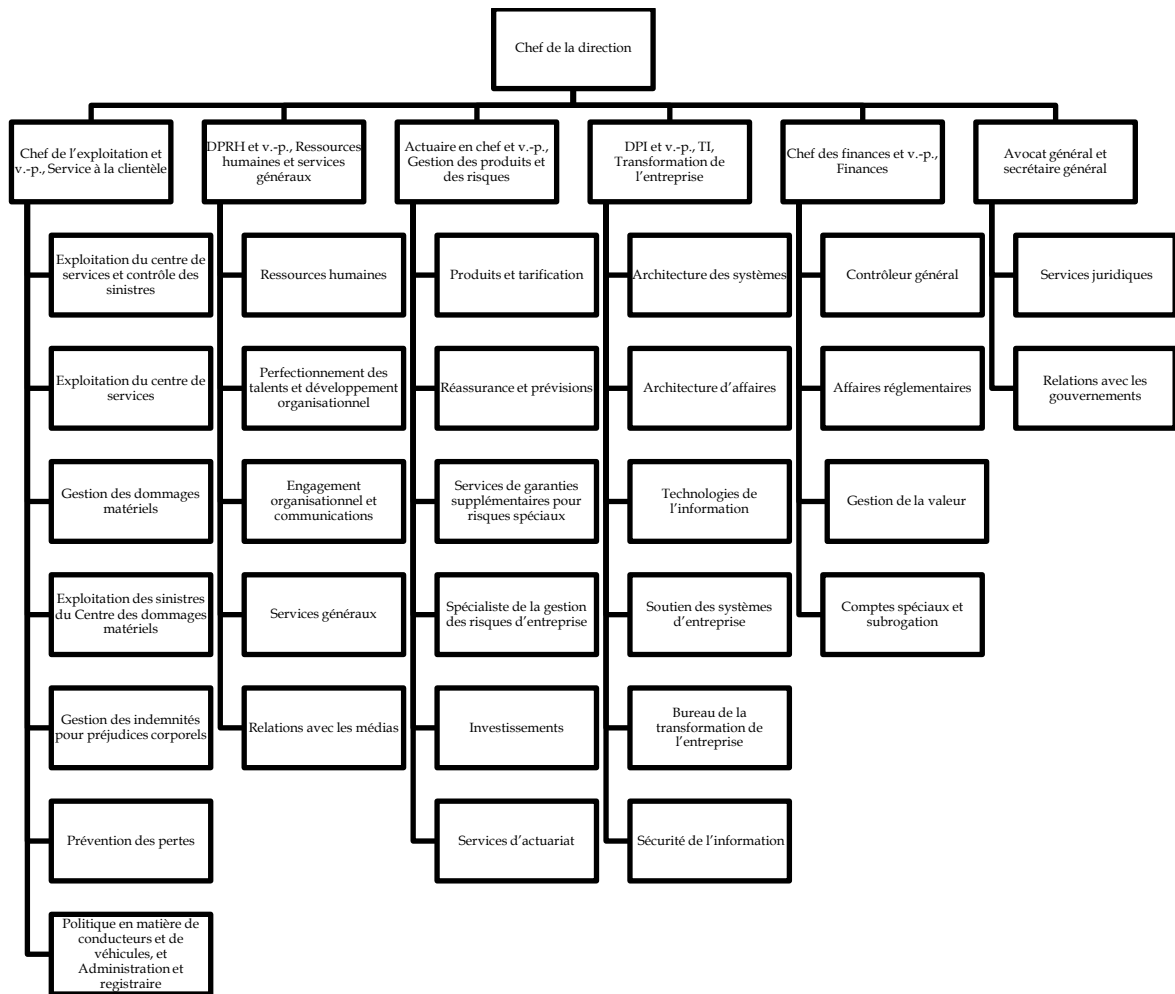 Chef de la direction
Chef de l'exploitation et
v.-p., Service à la clientèle
DPRH et v.-p., Ressources
humaines et services
généraux
Actuaire en chef et v.-p.,
Gestion des produits et
des risques
DPI et v.-p., TI,
Transformation de
l'entreprise
Chef des finances et v.-p.,
Finances
Avocat général et
secrétaire général
Exploitation du centre de
services et contrôle des
sinistres
Exploitation du centre de
services
Gestion des dommages
matériels
Exploitation des sinistres
du Centre des dommages
matériels
Gestion des indemnités
pour préjudices corporels
Prévention des pertes
Politique en matière de
conducteurs et de
véhicules, et
Administration et
registraire
Ressources humaines
Perfectionnement des
talents et développement
organisationnel
Engagement
organisationnel et
communications
Services généraux
Relations avec les médias
Produits et tarification
Réassurance et prévisions
Services de garanties
supplémentaires pour
risques spéciaux
Spécialiste de la gestion
des risques d'entreprise
Investissements
Services d'actuariat
Architecture des systèmes
Architecture d'affaires
Technologies de
l'information
Soutien des systèmes
d'entreprise
Bureau de la
transformation de
l'entreprise
Sécurité de l'information
Contrôleur général
Affaires réglementaires
Gestion de la valeur
Comptes spéciaux et
subrogation
Services juridiques
Relations avec les
gouvernements